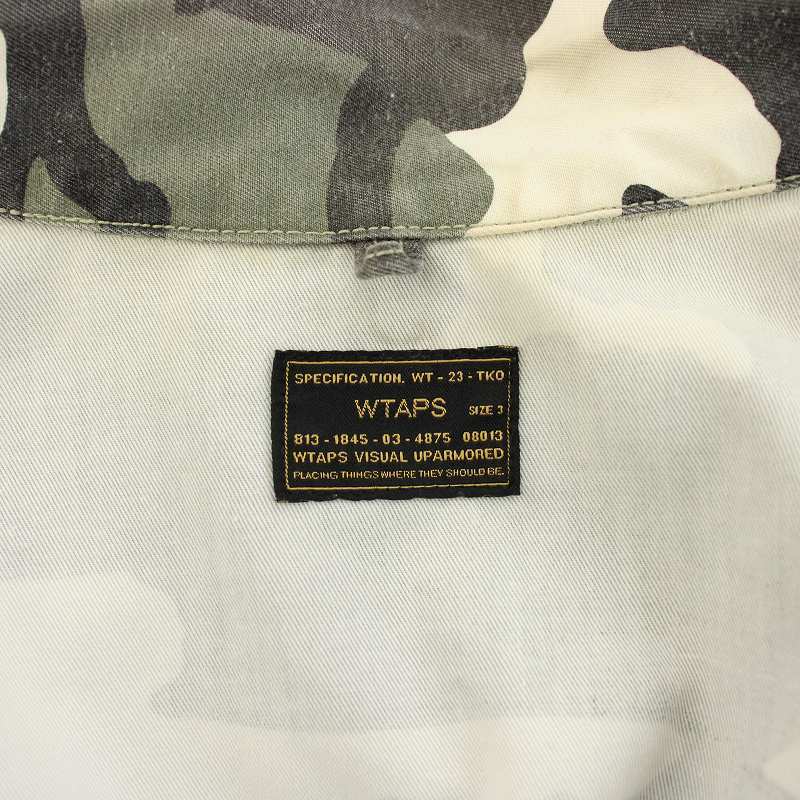 SPECIFICATION. WT - 23 - TKO
WTAPS SIZE 3
813 - 1845 - 03 - 4875 08013
WTAPS VISUAL UPARMORED
PLACING THINGS WHERE THEY SHOULD BE.